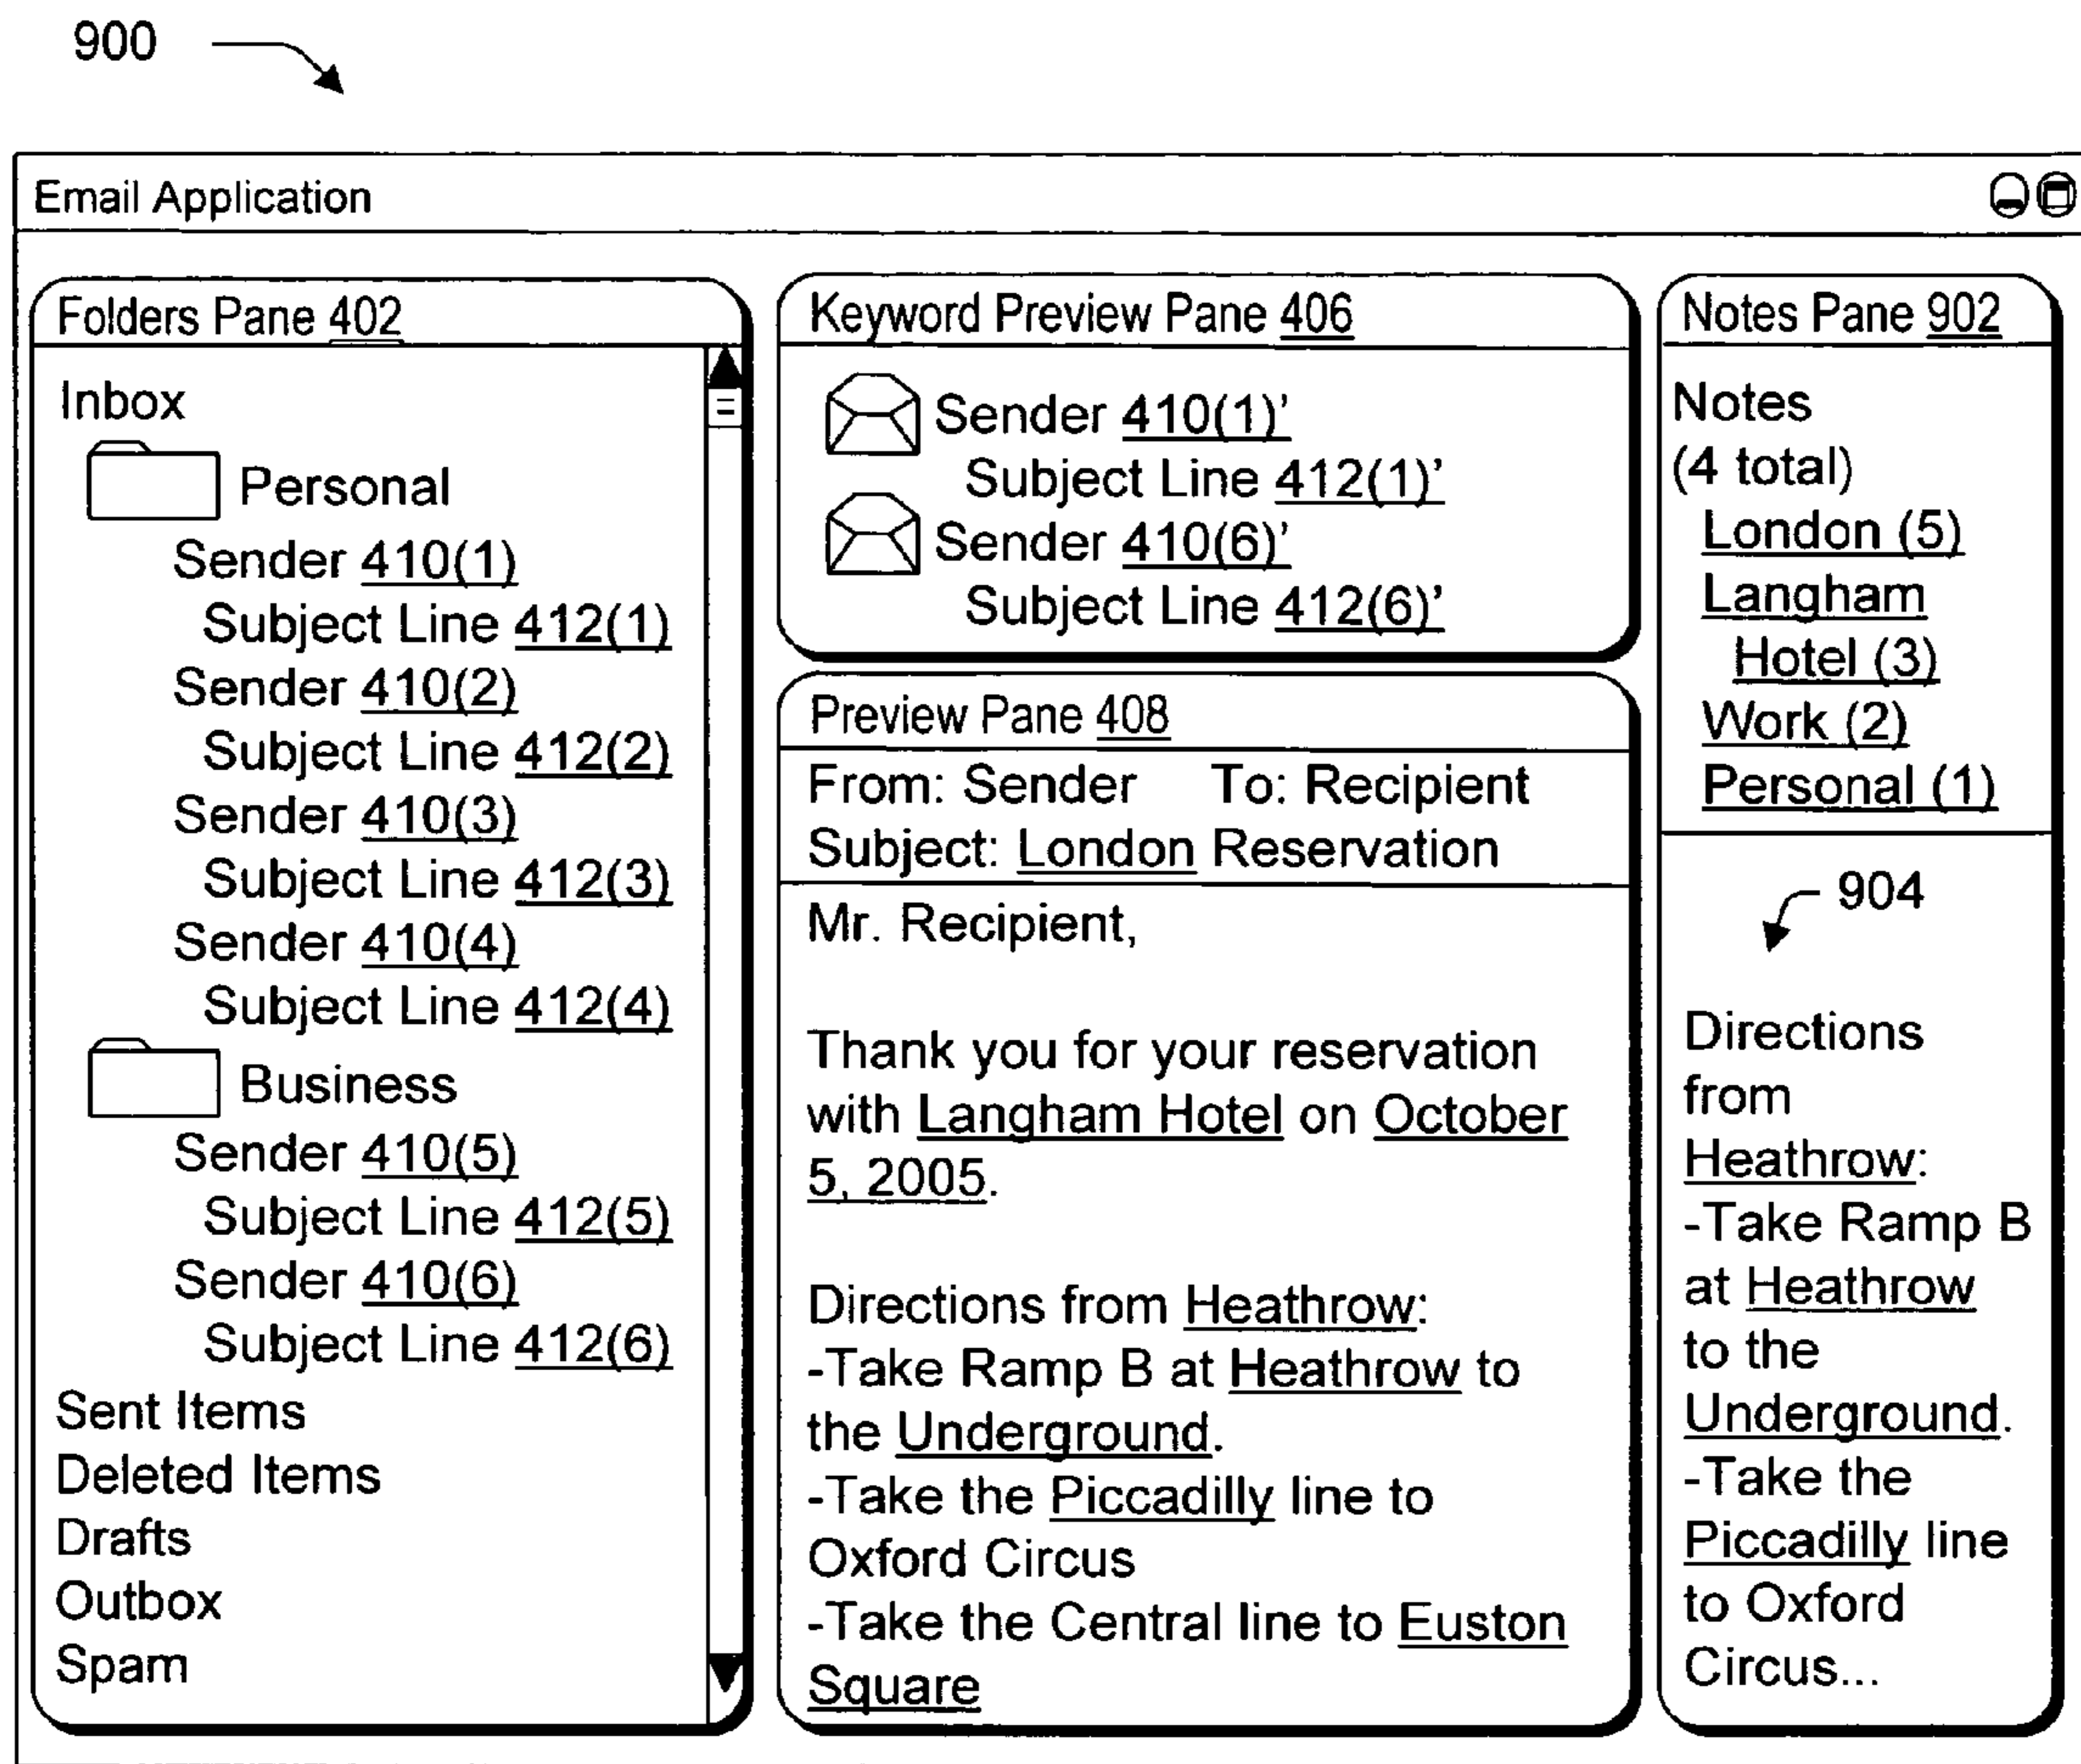 900
Email Application
Folders Pane 402
Inbox
Personal
Sender 410(1)
Subject Line 412(1)
Sender 410(2)
Subject Line 412(2)
Sender 410(3)
Subject Line 412(3)
Sender 410(4)
Subject Line 412(4)
Business
Sender 410(5)
Subject Line 412(5)
Sender 410(6)
Subject Line 412(6)
Sent Items
Deleted Items
Drafts
Outbox
Spam
Keyword Preview Pane 406
Sender 410(1)’
Subject Line 412(1)’
Sender 410(6)’
Subject Line 412(6)’
Preview Pane 408
From: Sender To: Recipient
Subject: London Reservation
Mr. Recipient,
Thank you for your reservation
with Langham Hotel on October
5, 2005.
Directions from Heathrow:
-Take Ramp B at Heathrow to
the Underground.
-Take the Piccadilly line to
Oxford Circus
-Take the Central line to Euston
Square
Notes Pane 902
Notes
(4 total)
London (5)
Langham
Hotel (3)
Work (2)
Personal (1)
904
Directions
from
Heathrow:
-Take Ramp B
at Heathrow
to the
Underground.
-Take the
Piccadilly line
to Oxford
Circus...